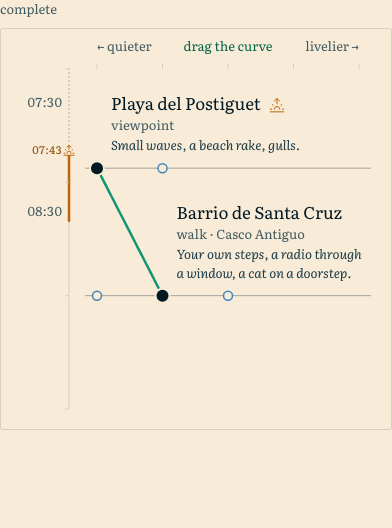 complete
← quieter drag the curve livelier →
07:30
Playa del Postiguet
viewpoint
07:43
Small waves, a beach rake, gulls.
08:30
Barrio de Santa Cruz
walk · Casco Antiguo
Your own steps, a radio through
a window, a cat on a doorstep.